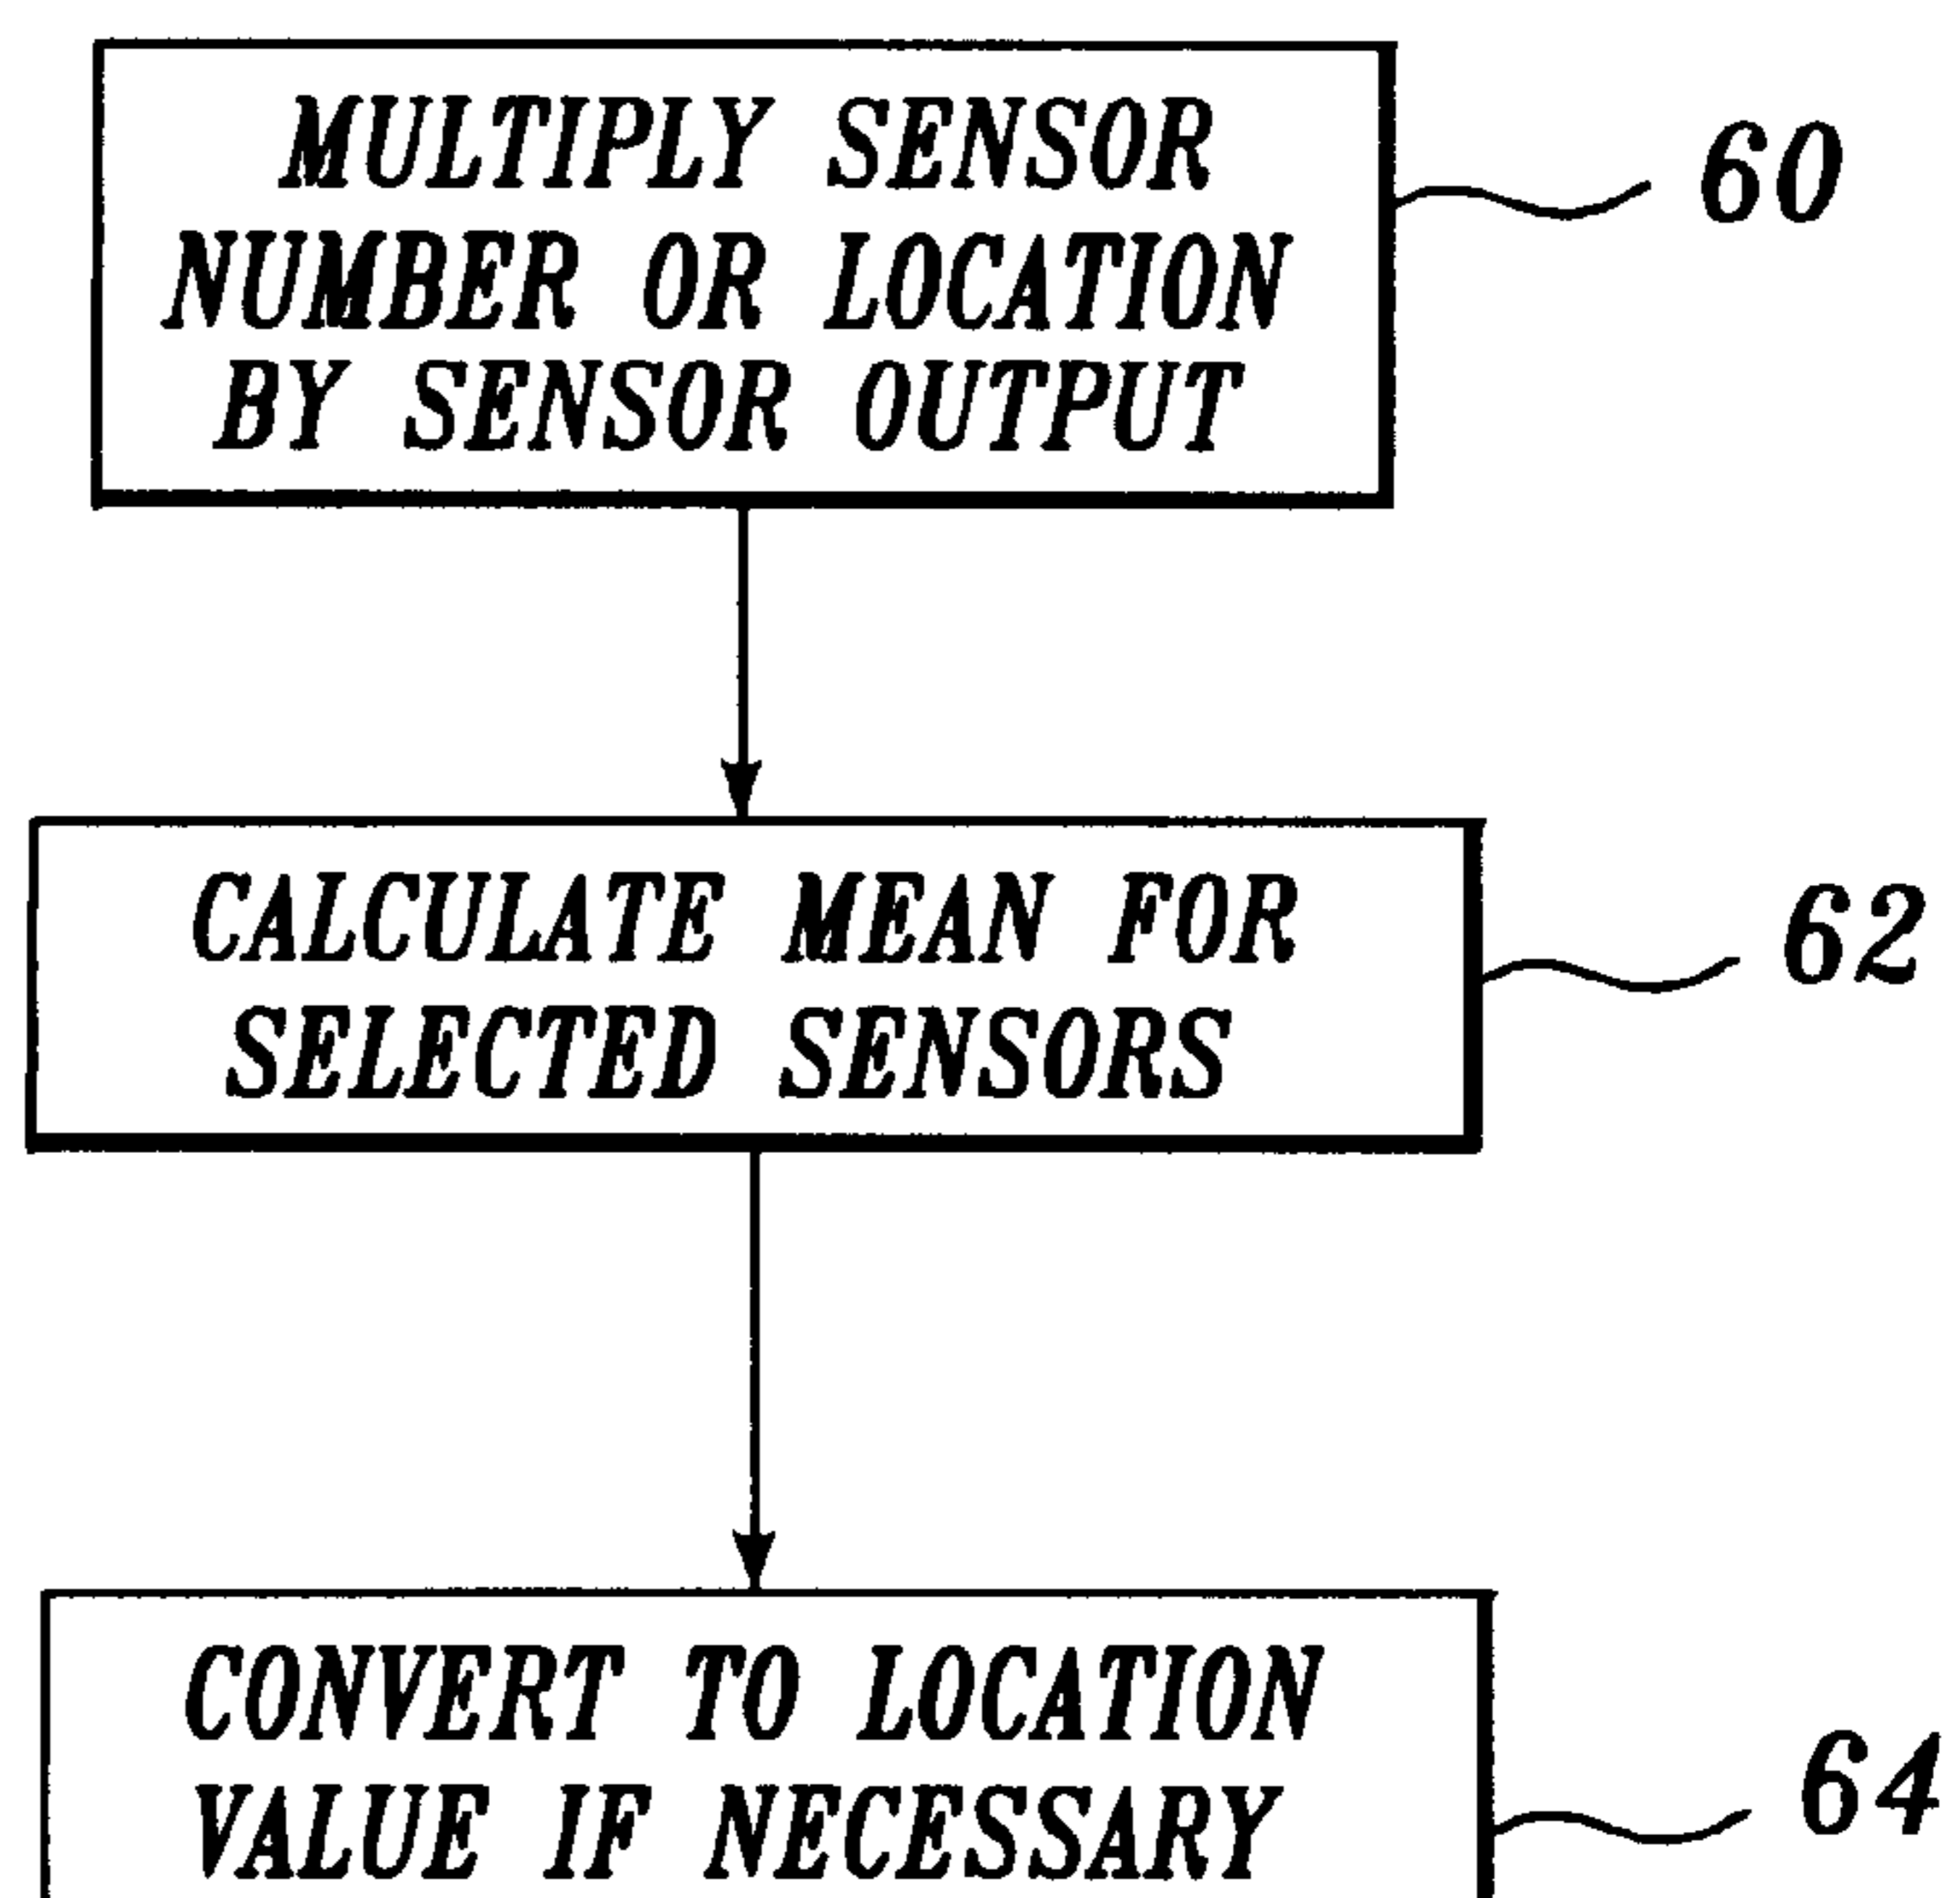 MULTIPLY SENSOR
NUMBER OR LOCATION
BY SENSOR OUTPUT
60
CALCULATE MEAN FOR
SELECTED SENSORS
62
CONVERT TO LOCATION
VALUE IF NECESSARY
64